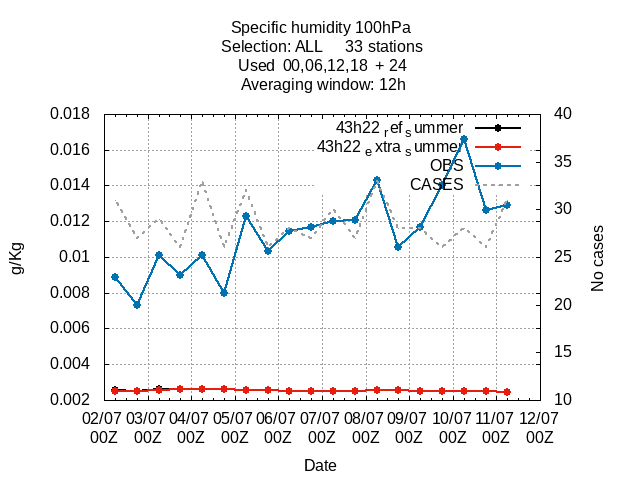 Specific humidity 100hPa
Selection: ALL 33 stations
Used 00,06,12,18 + 24
Averaging window: 12h
0.018
0.016
0.014
0.012
0.01
0.008
0.006
0.004
0.002
g/Kg
43h22 refsummer
43h22 extrasummer
OBS
CASES
40
35
30
25
20
15
10
No cases
02/07 03/07 04/07 05/07 06/07 07/07 08/07 09/07 10/07 11/07 12/07
00Z 00Z 00Z 00Z 00Z 00Z 00Z 00Z 00Z 00Z 00Z
Date